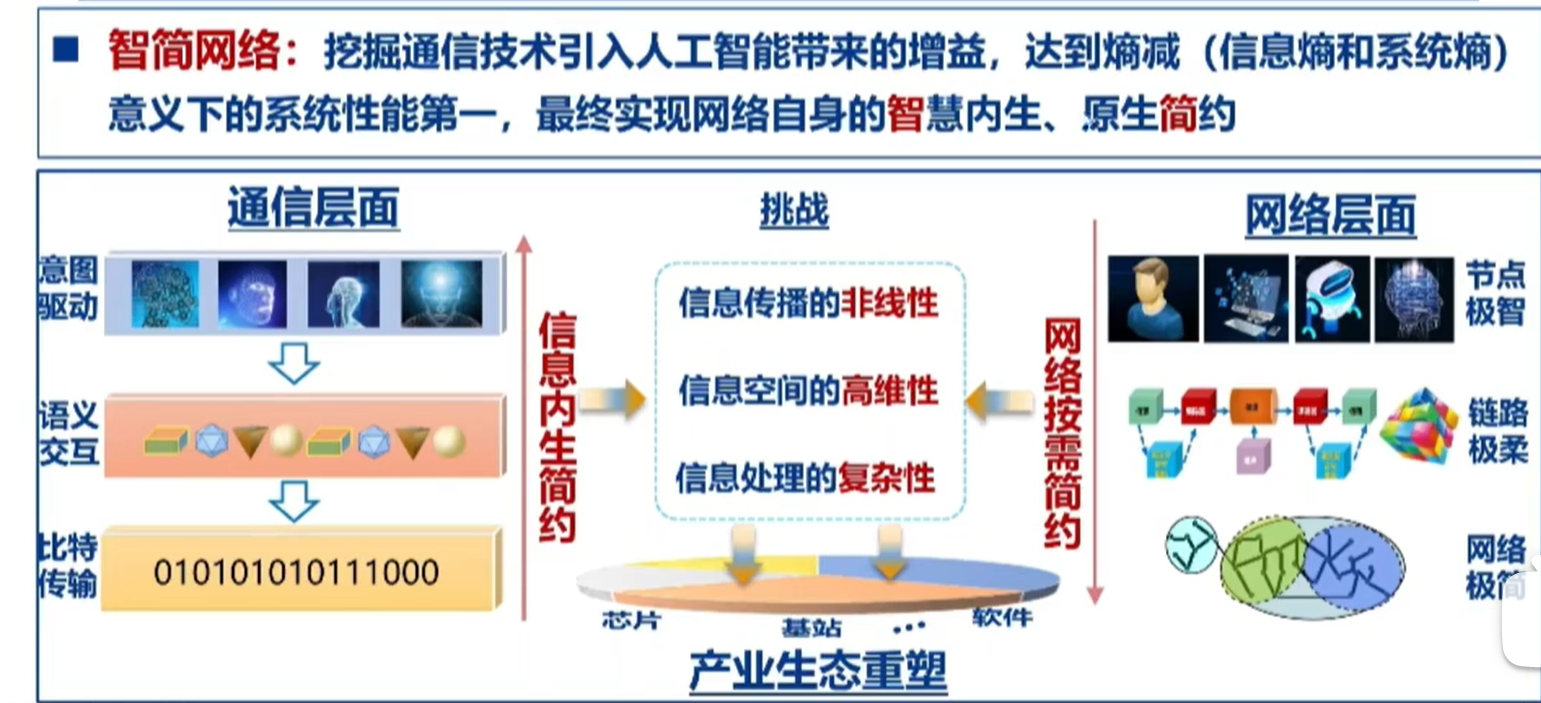 智简网络：挖掘通信技术引入人工智能带来的增益，达到熵减（信息熵和系统熵）
意义下的系统性能第一，最终实现网络自身的智慧内生、原生简约
通信层面
意图
驱动
语义
交互
比特
传输
010101010111000
信息内生简约
挑战
信息传播的非线性
信息空间的高维性
信息处理的复杂性
芯片
基站
...
软件
产业生态重塑
网络按需简约
网络层面
节点
极智
链路
极柔
网络
极简